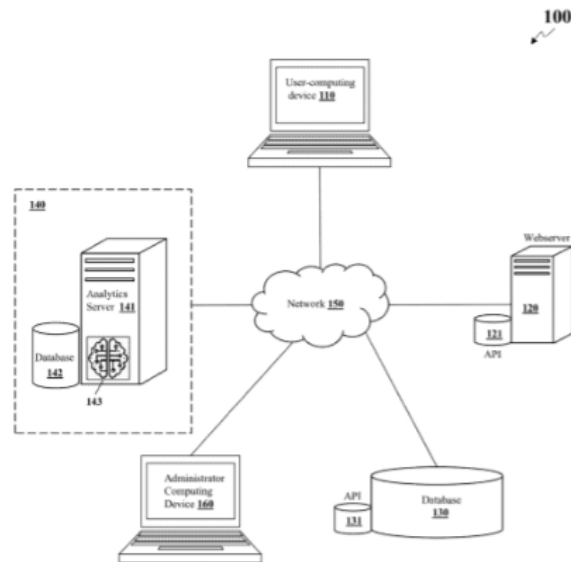 100
User-computing
device 110
140
Webserver
Analytics
Server 141
Network 150
120
121
API
Database
142
143
Administrator
Computing
Device 160
API
131
Database
130